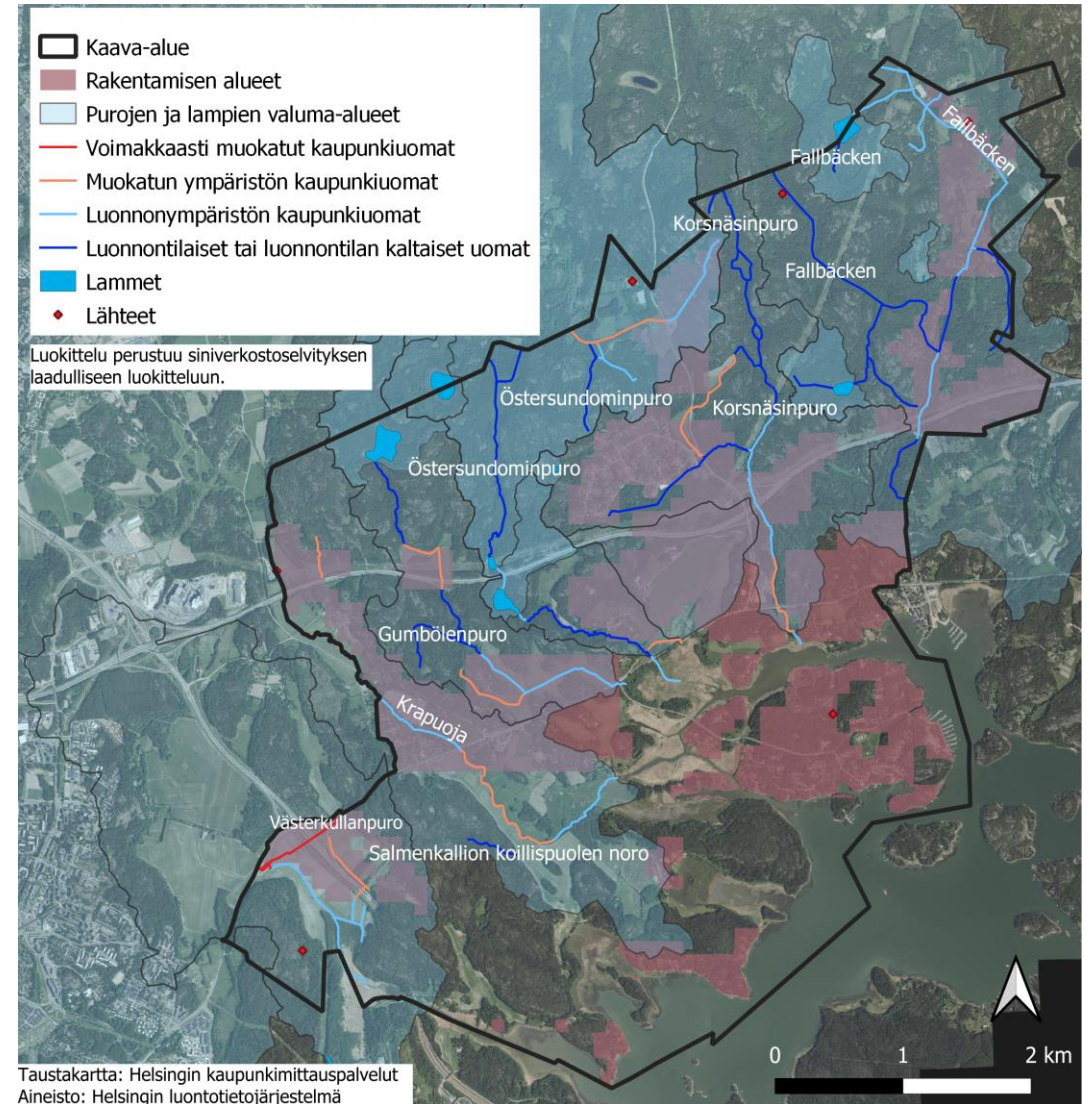 Kaava-alue
Rakentamisen alueet
Purojen ja lampien valuma-alueet
Voimakkaasti muokatut kaupunkiuomat
Muokatun ympäristön kaupunkiuomat
Luonnonympäristön kaupunkiuomat
Luonnontilaiset tai luonnontilan kaltaiset uomat
Lammet
Lähteet
Luokittelu perustuu siniverkostoselvityksen
laadulliseen luokitteluun.
Fallbäcken
Fallbäcken
Korsnäsinpuro
Fallbäcken
Östersundominpuro
Korsnäsinpuro
Östersundominpuro
Gumbölenpuro
Krapuoja
Västerkullanpuro
Salmenkallion koillispuolen noro
0 1 2 km
Taustakartta: Helsingin kaupunkimittauspalvelut
Aineisto: Helsingin luontotietojärjestelmä